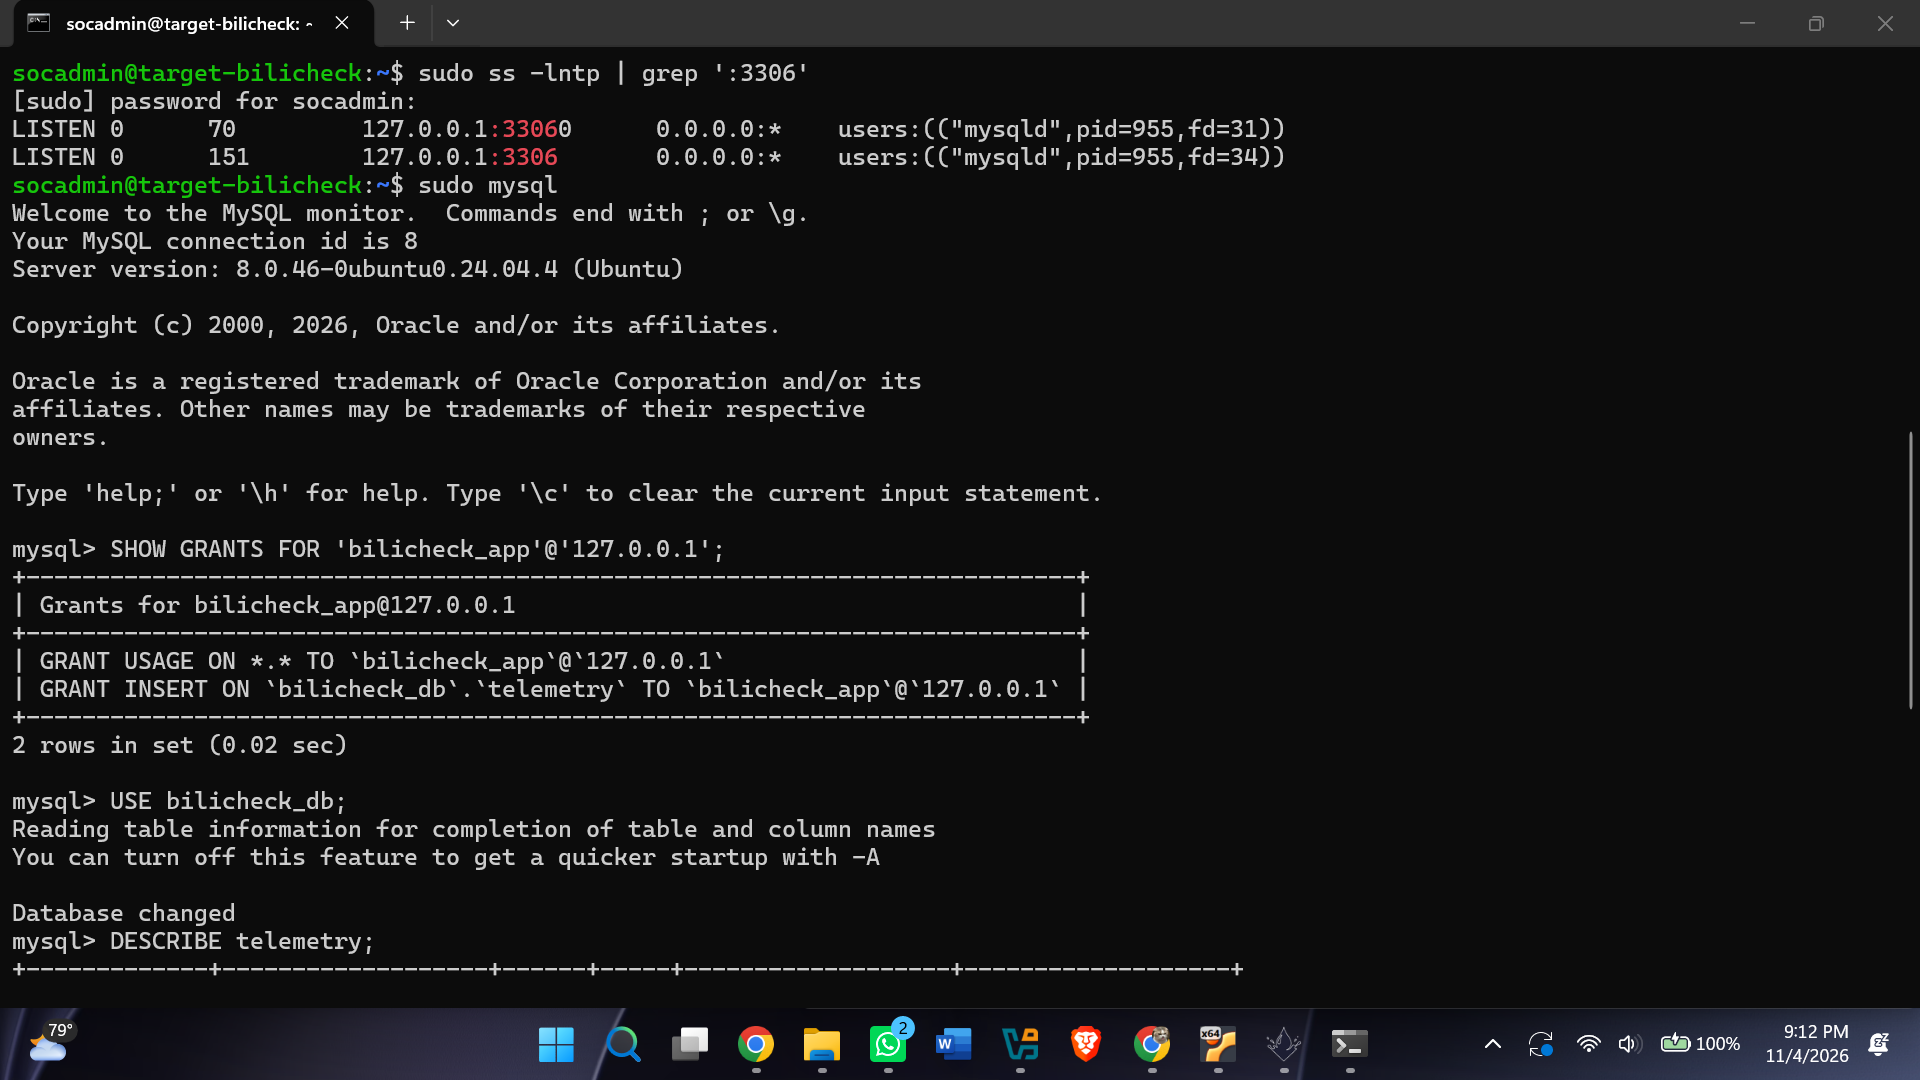 socadmin@target-bilicheck: ~
socadmin@target-bilicheck:~$ sudo ss -lntp | grep ':3306'
[sudo] password for socadmin:
LISTEN 0      70         127.0.0.1:33060      0.0.0.0:*    users:(("mysqld",pid=955,fd=31))
LISTEN 0      151        127.0.0.1:3306       0.0.0.0:*    users:(("mysqld",pid=955,fd=34))
socadmin@target-bilicheck:~$ sudo mysql
Welcome to the MySQL monitor.  Commands end with ; or \g.
Your MySQL connection id is 8
Server version: 8.0.46-0ubuntu0.24.04.4 (Ubuntu)
Copyright (c) 2000, 2026, Oracle and/or its affiliates.
Oracle is a registered trademark of Oracle Corporation and/or its
affiliates. Other names may be trademarks of their respective
owners.
Type 'help;' or '\h' for help. Type '\c' to clear the current input statement.
mysql> SHOW GRANTS FOR 'bilicheck_app'@'127.0.0.1';
+---------------------------------------------------------------------------+
| Grants for bilicheck_app@127.0.0.1                                        |
+---------------------------------------------------------------------------+
| GRANT USAGE ON *.* TO `bilicheck_app`@`127.0.0.1`                         |
| GRANT INSERT ON `bilicheck_db`.`telemetry` TO `bilicheck_app`@`127.0.0.1` |
+---------------------------------------------------------------------------+
2 rows in set (0.02 sec)
mysql> USE bilicheck_db;
Reading table information for completion of table and column names
You can turn off this feature to get a quicker startup with -A
Database changed
mysql> DESCRIBE telemetry;
+-------------+-------------------+------+-----+-------------------+-------------------+
79°
2
W
x64
100%
9:12 PM
11/4/2026